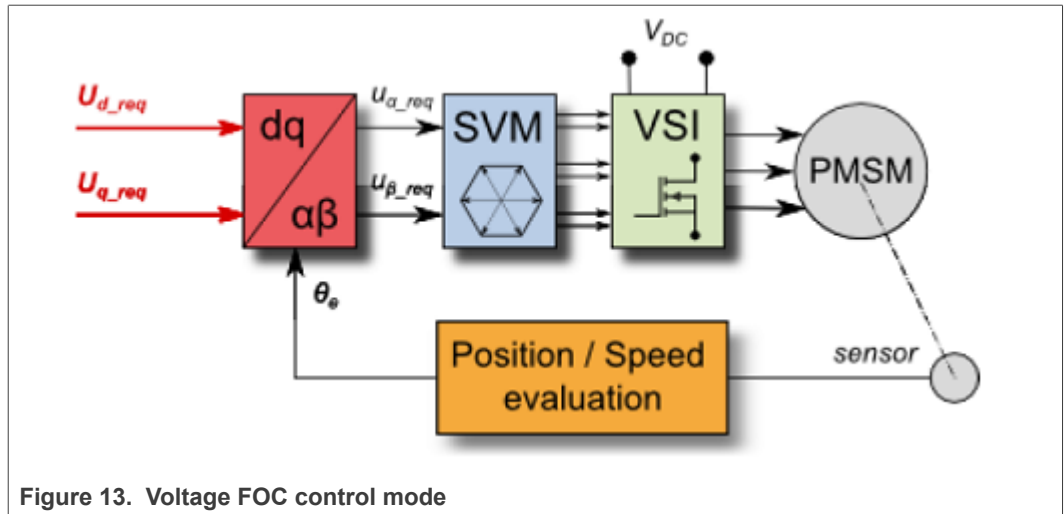 V_DC
U_d_req
dq
u_α_req
SVM
VSI
PMSM
U_q_req
αβ
u_β_req
θ_e
Position / Speed
evaluation
sensor
Figure 13. Voltage FOC control mode